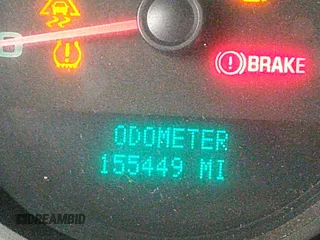 BRAKE
ODOMETER
155449 MI
DREAMBID